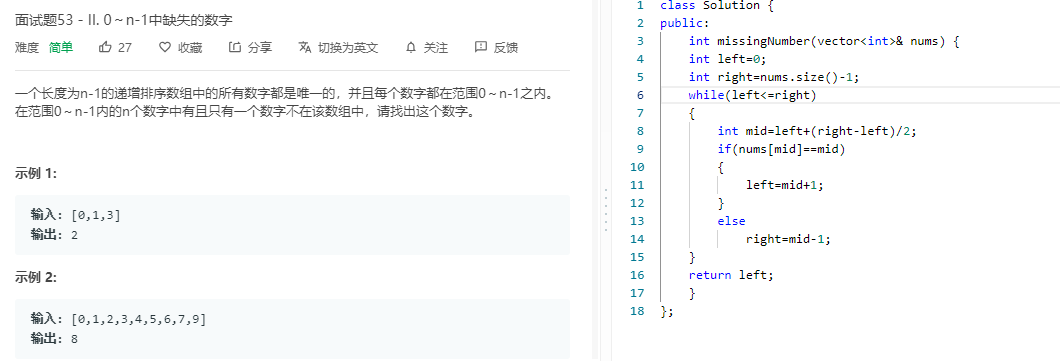 面试题53 - II. 0～n-1中缺失的数字
难度 简单 27 收藏 分享 切换为英文 关注 反馈
一个长度为n-1的递增排序数组中的所有数字都是唯一的，并且每个数字都在范围0～n-1之内。
在范围0～n-1内的n个数字中有且只有一个数字不在该数组中，请找出这个数字。
示例 1:
输入: [0,1,3]
输出: 2
示例 2:
输入: [0,1,2,3,4,5,6,7,9]
输出: 8
1 class Solution {
2 public:
3 int missingNumber(vector<int>& nums) {
4 int left=0;
5 int right=nums.size()-1;
6 while(left<=right)
7 {
8 int mid=left+(right-left)/2;
9 if(nums[mid]==mid)
10 {
11 left=mid+1;
12 }
13 else
14 right=mid-1;
15 }
16 return left;
17 }
18 };